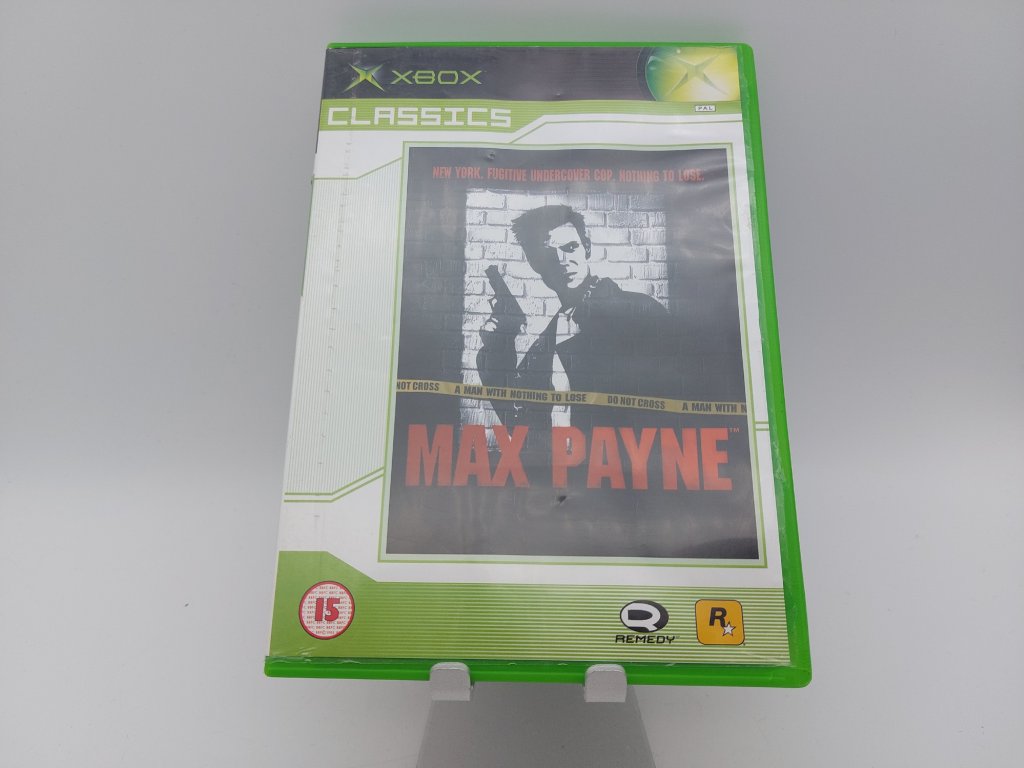 XBOX
PAL
CLASSICS
NEW YORK. FUGITIVE UNDERCOVER COP. NOTHING TO LOSE.
NOT CROSS A MAN WITH NOTHING TO LOSE DO NOT CROSS A MAN WITH N
MAX PAYNE™
15
REMEDY
R